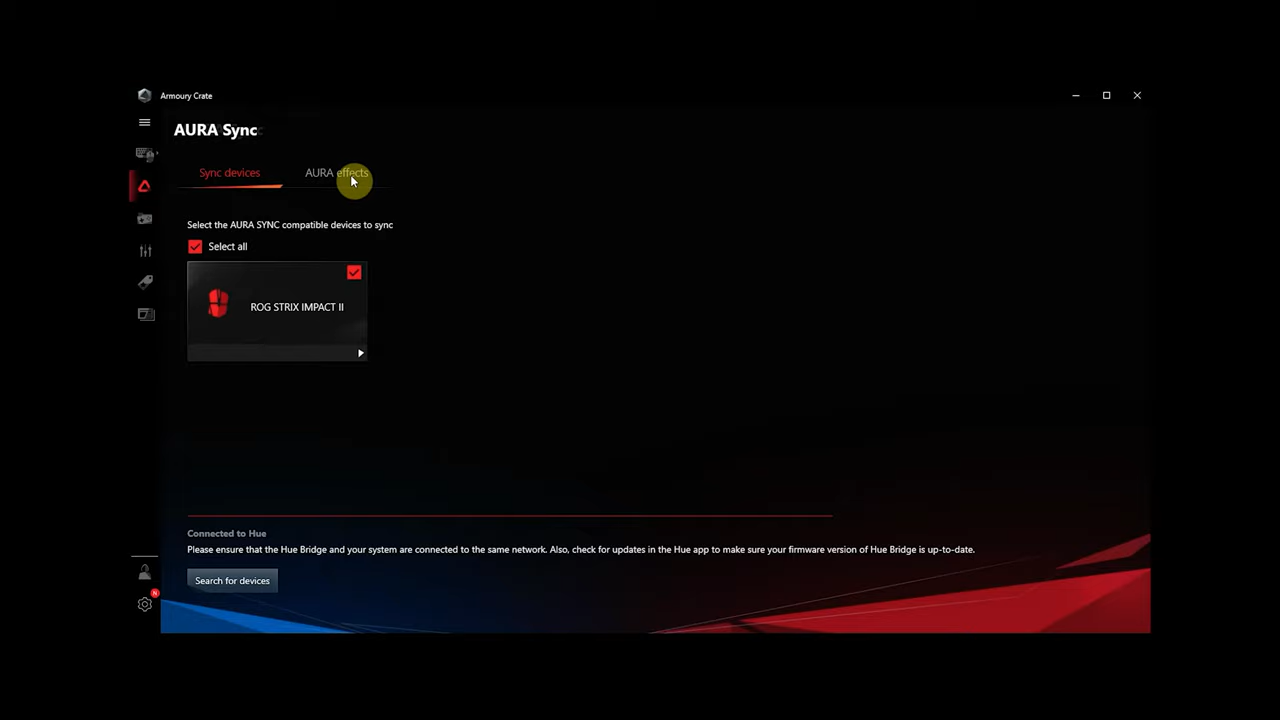 Armoury Crate
AURA Sync
Sync devices
AURA effects
Select the AURA SYNC compatible devices to sync
Select all
ROG STRIX IMPACT II
Connected to Hue
Please ensure that the Hue Bridge and your system are connected to the same network. Also, check for updates in the Hue app to make sure your firmware version of Hue Bridge is up-to-date.
Search for devices
N